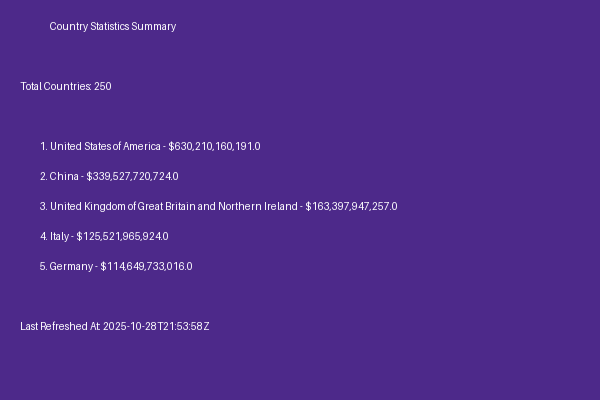 Country Statistics Summary
Total Countries: 250
1. United States of America - $630,210,160,191.0
2. China - $339,527,720,724.0
3. United Kingdom of Great Britain and Northern Ireland - $163,397,947,257.0
4. Italy - $125,521,965,924.0
5. Germany - $114,649,733,016.0
Last Refreshed At: 2025-10-28T21:53:58Z